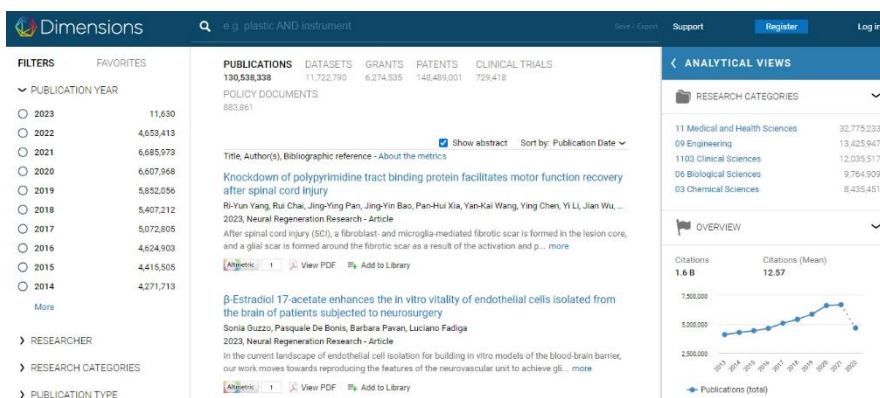 Dimensions
e.g. plastic AND instrument
Save / Export
Support
Register
Log in
FILTERS
FAVORITES
PUBLICATION YEAR
2023 11,630
2022 4,653,413
2021 6,685,973
2020 6,607,968
2019 5,852,056
2018 5,407,212
2017 5,072,805
2016 4,624,903
2015 4,415,505
2014 4,271,713
More
RESEARCHER
RESEARCH CATEGORIES
PUBLICATION TYPE
PUBLICATIONS DATASETS GRANTS PATENTS CLINICAL TRIALS
130,538,338 11,722,790 6,274,535 148,489,001 729,418
POLICY DOCUMENTS
883,861
Show abstract Sort by: Publication Date
Title, Author(s), Bibliographic reference - About the metrics
Knockdown of polypyrimidine tract binding protein facilitates motor function recovery
after spinal cord injury
Ri-Yun Yang, Rui Chai, Jing-Ying Pan, Jing-Yin Bao, Pan-Hui Xia, Yan-Kai Wang, Ying Chen, Yi Li, Jian Wu, ...
2023, Neural Regeneration Research - Article
After spinal cord injury (SCI), a fibroblast- and microglia-mediated fibrotic scar is formed in the lesion core,
and a glial scar is formed around the fibrotic scar as a result of the activation and p... more
Altmetric 1 View PDF Add to Library
β-Estradiol 17-acetate enhances the in vitro vitality of endothelial cells isolated from
the brain of patients subjected to neurosurgery
Sonia Guzzo, Pasquale De Bonis, Barbara Pavan, Luciano Fadiga
2023, Neural Regeneration Research - Article
In the current landscape of endothelial cell isolation for building in vitro models of the blood-brain barrier,
our work moves towards reproducing the features of the neurovascular unit to achieve gli... more
Altmetric 1 View PDF Add to Library
ANALYTICAL VIEWS
RESEARCH CATEGORIES
11 Medical and Health Sciences 32,775,233
09 Engineering 13,425,947
1103 Clinical Sciences 12,035,517
06 Biological Sciences 9,764,909
03 Chemical Sciences 8,435,451
OVERVIEW
Citations Citations (Mean)
1.6 B 12.57
7,500,000
5,000,000
2,500,000
2013 2014 2015 2016 2017 2018 2019 2020 2021 2022
Publications (total)